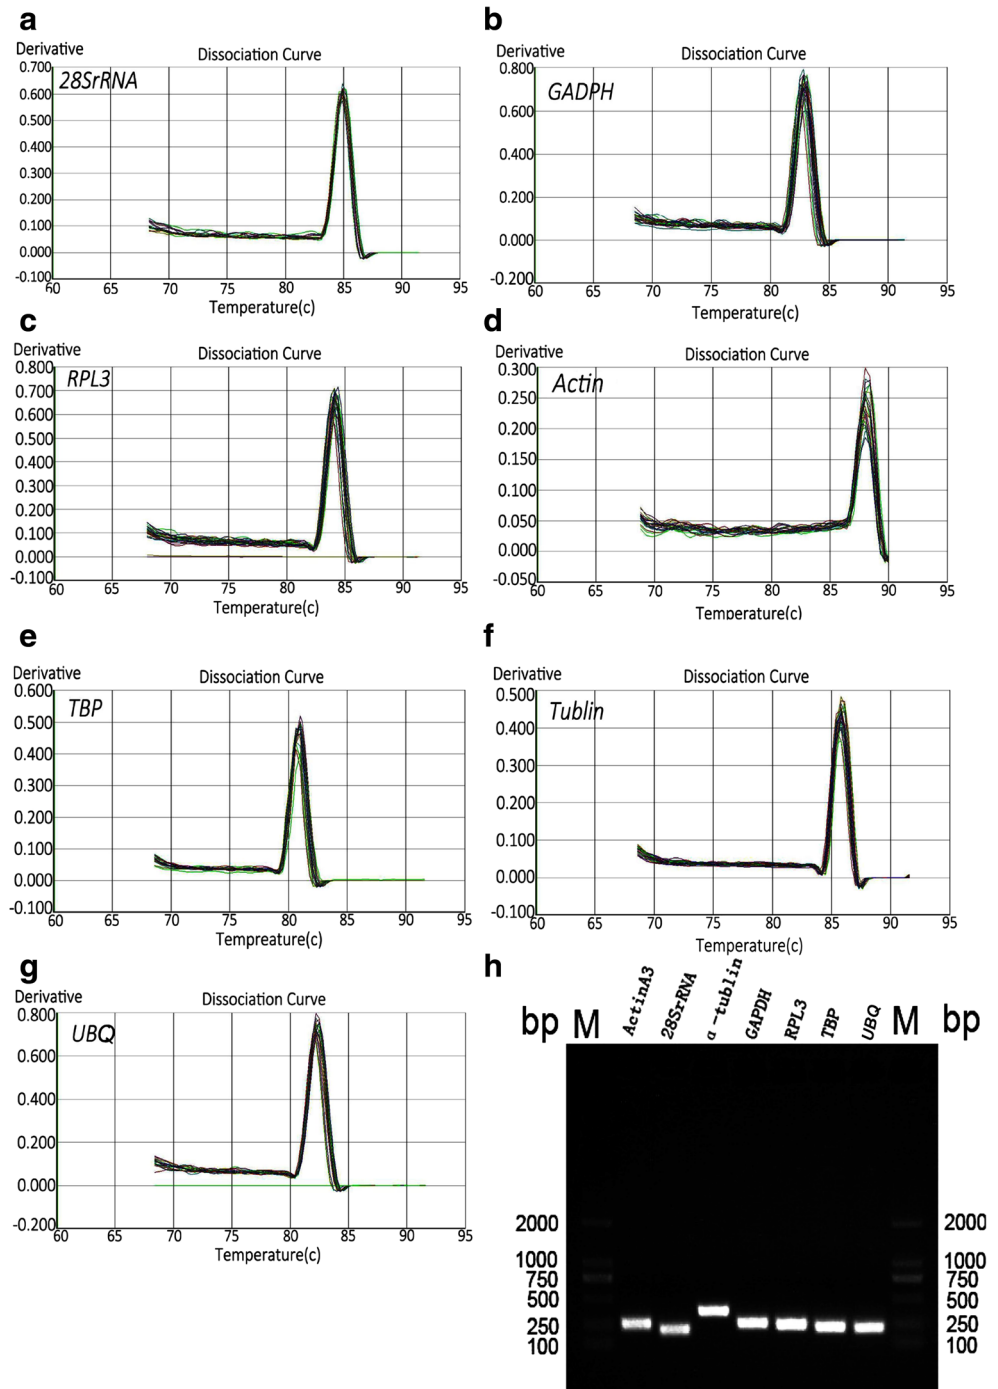 a
Derivative
Dissociation Curve
28SrRNA
0.700
0.600
0.500
0.400
0.300
0.200
0.100
0.000
-0.100
60 65 70 75 80 85 90 95
Temperature(c)
b
Derivative
Dissociation Curve
GADPH
0.800
0.600
0.400
0.200
0.000
-0.200
60 65 70 75 80 85 90 95
Temperature(c)
c
Derivative
Dissociation Curve
RPL3
0.800
0.700
0.600
0.500
0.400
0.300
0.200
0.100
0.000
-0.100
60 65 70 75 80 85 90 95
Temperature(c)
d
Derivative
Dissociation Curve
Actin
0.300
0.250
0.200
0.150
0.100
0.050
0.000
-0.050
60 65 70 75 80 85 90 95
Temperature(c)
e
Derivative
Dissociation Curve
TBP
0.600
0.500
0.400
0.300
0.200
0.100
0.000
-0.100
60 65 70 75 80 85 90 95
Tempreature(c)
f
Derivative
Dissociation Curve
Tublin
0.500
0.400
0.300
0.200
0.100
0.000
-0.100
60 65 70 75 80 85 90 95
Temperature(c)
g
Derivative
Dissociation Curve
UBQ
0.800
0.600
0.400
0.200
0.000
-0.200
60 65 70 75 80 85 90 95
Temperature(c)
h
bp M ActinA3 28SrRNA α-tublin GAPDH RPL3 TBP UBQ M bp
2000 2000
1000 1000
750 750
500 500
250 250
100 100